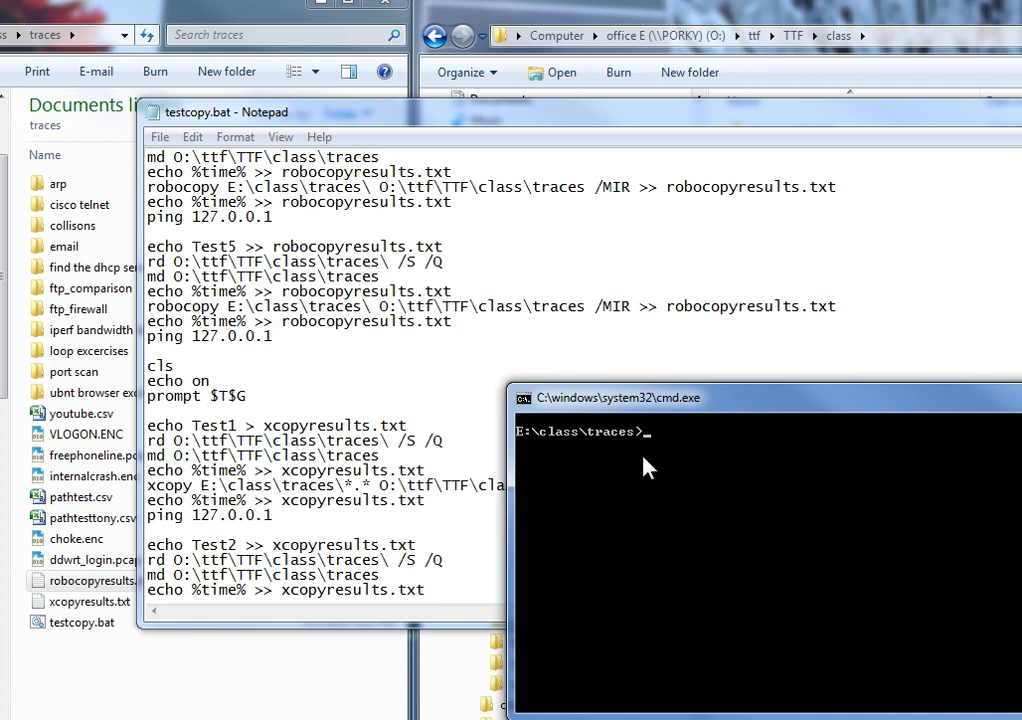 traces
Search traces
Computer
office E (\\PORKY) (O:)
ttf
TTF
class
Print
E-mail
Burn
New folder
Organize
Open
Burn
New folder
Documents
traces
Name
arp
cisco telnet
collisons
email
find the dhcp
ftp_comparison
ftp_firewall
iperf bandwidth
loop excercises
port scan
ubnt browser
youtube.csv
VLOGON.ENC
freephoneline.pc
internalcrash.enc
pathtest.csv
pathtesttony.csv
choke.enc
ddwrt_login.pcap
robocopyresults.
xcopyresults.txt
testcopy.bat
testcopy.bat - Notepad
File Edit Format View Help
md O:\ttf\TTF\class\traces
echo %time% >> robocopyresults.txt
robocopy E:\class\traces\ O:\ttf\TTF\class\traces /MIR >> robocopyresults.txt
echo %time% >> robocopyresults.txt
ping 127.0.0.1
echo Test5 >> robocopyresults.txt
rd O:\ttf\TTF\class\traces\ /S /Q
md O:\ttf\TTF\class\traces
echo %time% >> robocopyresults.txt
robocopy E:\class\traces\ O:\ttf\TTF\class\traces /MIR >> robocopyresults.txt
echo %time% >> robocopyresults.txt
ping 127.0.0.1
cls
echo on
prompt $T$G
echo Test1 > xcopyresults.txt
rd O:\ttf\TTF\class\traces\ /S /Q
md O:\ttf\TTF\class\traces
echo %time% >> xcopyresults.txt
xcopy E:\class\traces\*.* O:\ttf\TTF\cla
echo %time% >> xcopyresults.txt
ping 127.0.0.1
echo Test2 >> xcopyresults.txt
rd O:\ttf\TTF\class\traces\ /S /Q
md O:\ttf\TTF\class\traces
echo %time% >> xcopyresults.txt
C:\windows\system32\cmd.exe
E:\class\traces>_